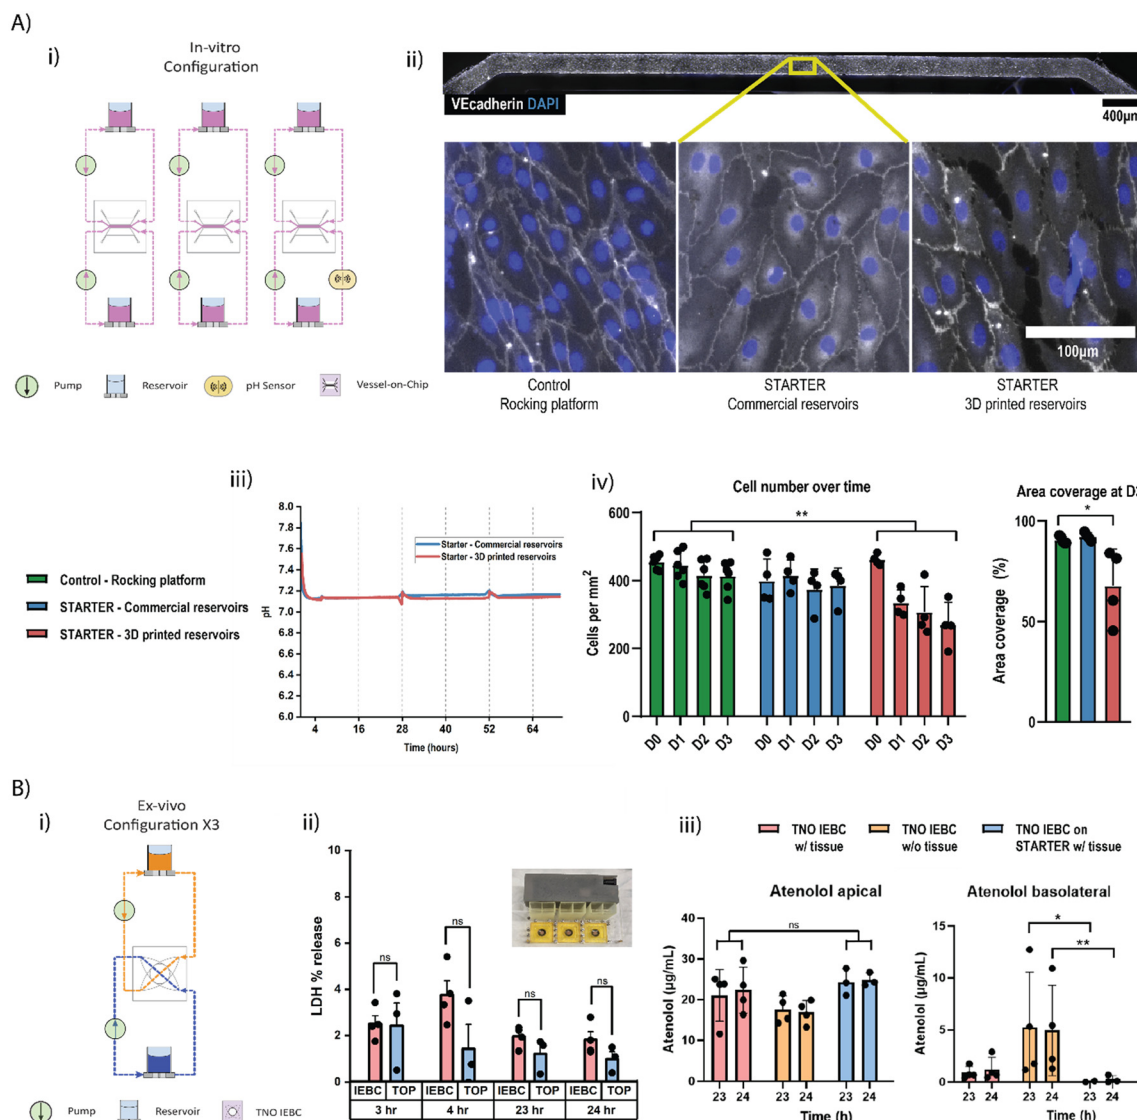 A)
i)
In-vitro
Configuration
Pump
Reservoir
pH Sensor
Vessel-on-Chip
ii)
VEcadherin DAPI
400µm
100µm
Control
Rocking platform
STARTER
Commercial reservoirs
STARTER
3D printed reservoirs
iii)
Control - Rocking platform
STARTER - Commercial reservoirs
STARTER - 3D printed reservoirs
8.0
7.8
7.6
7.4
7.2
7.0
6.8
6.6
6.4
6.2
6.0
pH
Starter - Commercial reservoirs
Starter - 3D printed reservoirs
4 16 28 40 52 64
Time (hours)
iv)
Cell number over time
**
600
400
200
0
Cells per mm²
D0 D1 D2 D3 D0 D1 D2 D3 D0 D1 D2 D3
Area coverage at
*
100
50
0
Area coverage (%)
B)
i)
Ex-vivo
Configuration X3
Pump
Reservoir
TNO IEBC
ii)
10
8
6
4
2
0
LDH % release
ns
ns
ns
ns
IEBC TOP IEBC TOP IEBC TOP IEBC TOP
3 hr 4 hr 23 hr 24 hr
iii)
TNO IEBC
w/ tissue
TNO IEBC
w/o tissue
TNO IEBC on
STARTER w/ tissue
Atenolol apical
ns
40
30
20
10
0
Atenolol (µg/mL)
23 24 23 24 23 24
Time (h)
Atenolol basolateral
*
**
15
10
5
0
Atenolol (µg/mL)
23 24 23 24 23 24
Time (h)